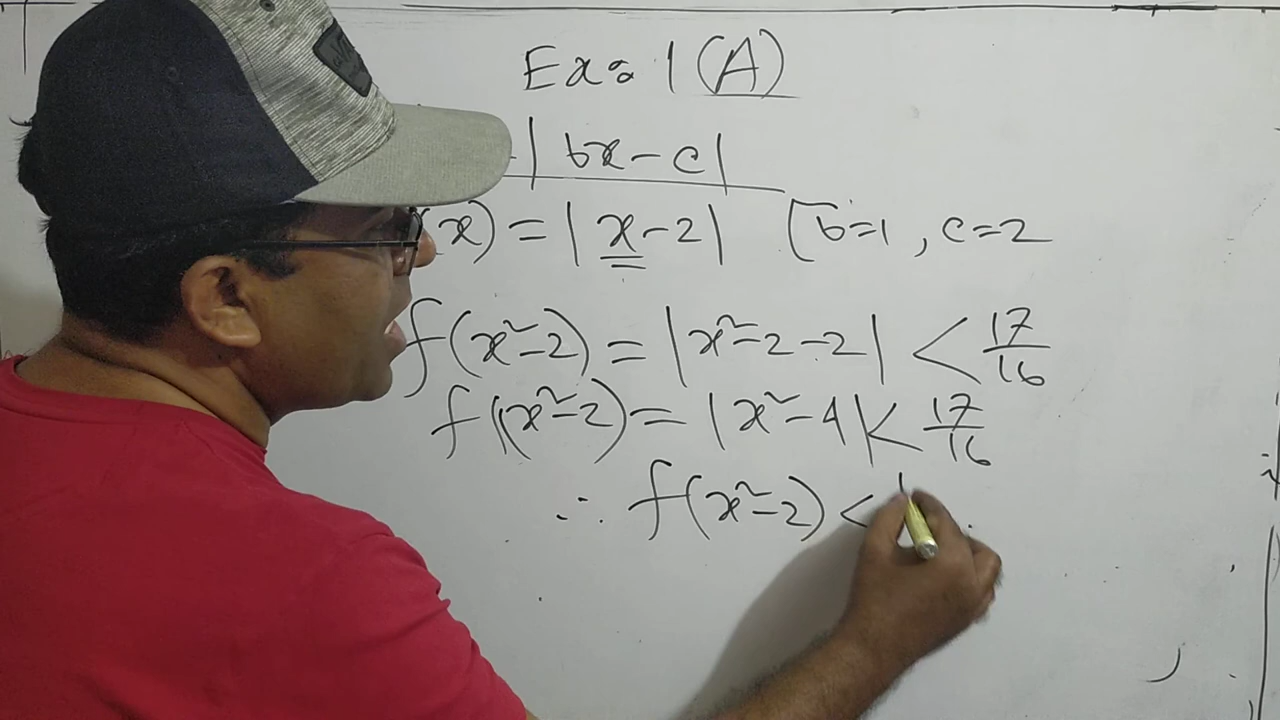 Ex: 1 (A)
| bx - c |
x) = | x - 2 | [ b = 1 , c = 2
f(x² - 2) = | x² - 2 - 2 | < 17/16
f(x² - 2) = | x² - 4 | < 17/16
∴ f(x² - 2) <